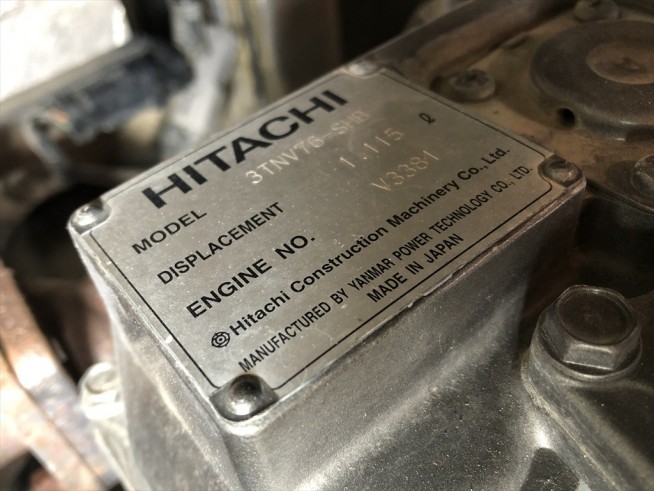 HITACHI
MODEL 3TNV76-SHB
DISPLACEMENT 1.115 ℓ
ENGINE NO. V3381
Hitachi Construction Machinery Co., Ltd.
MANUFACTURED BY YANMAR POWER TECHNOLOGY CO., LTD.
MADE IN JAPAN